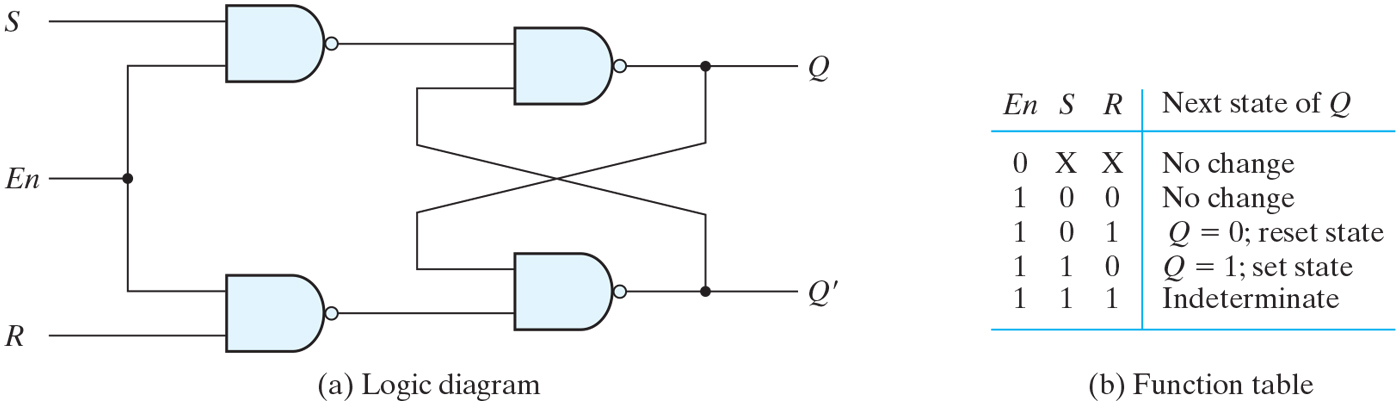 S
En
R
Q
Q′
(a) Logic diagram
En S R Next state of Q
0 X X No change
1 0 0 No change
1 0 1 Q = 0; reset state
1 1 0 Q = 1; set state
1 1 1 Indeterminate
(b) Function table